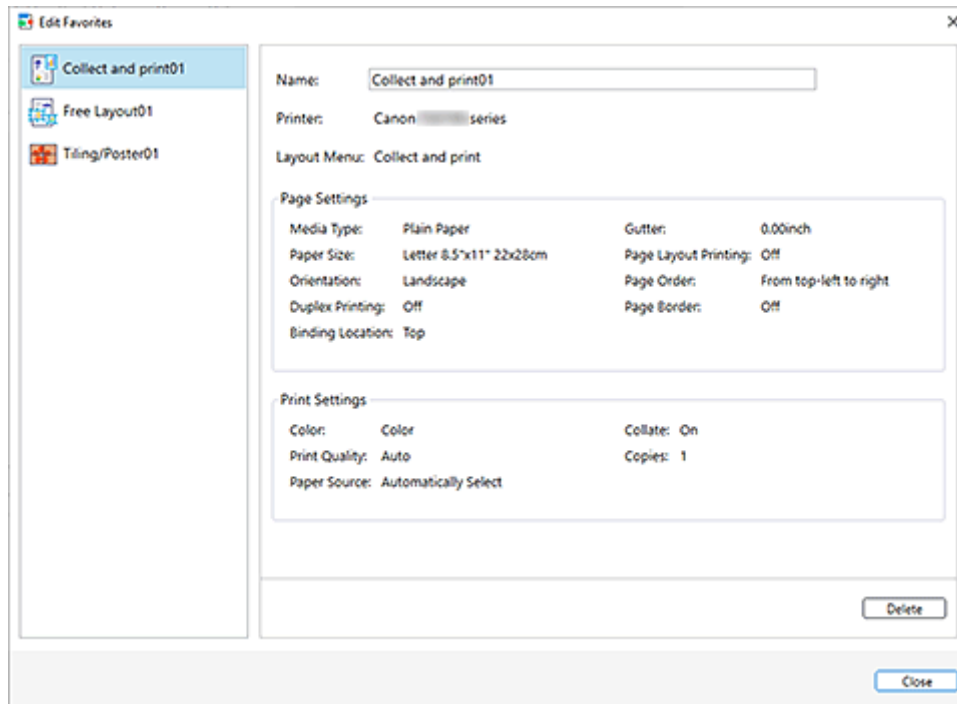 Edit Favorites
Collect and print01
Free Layout01
Tiling/Poster01
Name: Collect and print01
Printer: Canon series
Layout Menu: Collect and print
Page Settings
Media Type: Plain Paper Gutter: 0.00inch
Paper Size: Letter 8.5"x11" 22x28cm Page Layout Printing: Off
Orientation: Landscape Page Order: From top-left to right
Duplex Printing: Off Page Border: Off
Binding Location: Top
Print Settings
Color: Color Collate: On
Print Quality: Auto Copies: 1
Paper Source: Automatically Select
Delete
Close